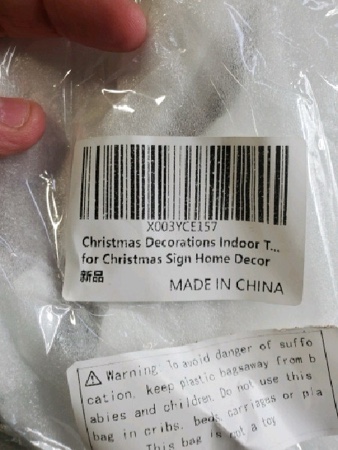 X003YCE157
Christmas Decorations Indoor T...
for Christmas Sign Home Decor
新品
MADE IN CHINA
Warning: To avoid danger of suffo
cation, keep plastic bagsaway from b
abies and children. Do not use this
bag in cribs, beds, carriages or pla
This bag is not a toy